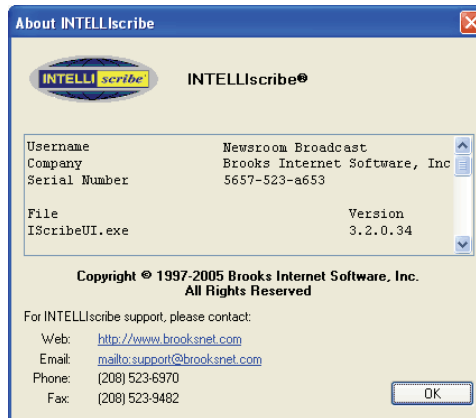 About INTELLIscribe
INTELLI scribe®
INTELLIscribe®
Username Newsroom Broadcast
Company Brooks Internet Software, Inc
Serial Number 5657-523-a653
File Version
IScribeUI.exe 3.2.0.34
Copyright © 1997-2005 Brooks Internet Software, Inc.
All Rights Reserved
For INTELLIscribe support, please contact:
Web: http://www.brooksnet.com
Email: mailto:support@brooksnet.com
Phone: (208) 523-6970
Fax: (208) 523-9482
OK